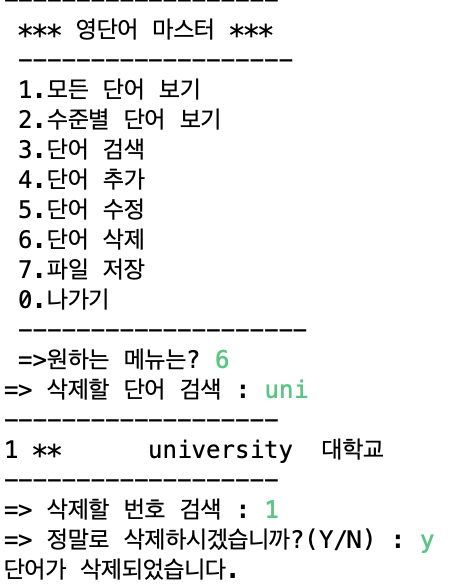 -------------------
*** 영단어 마스터 ***
-------------------
1.모든 단어 보기
2.수준별 단어 보기
3.단어 검색
4.단어 추가
5.단어 수정
6.단어 삭제
7.파일 저장
0.나가기
--------------------
=>원하는 메뉴는? 6
=> 삭제할 단어 검색 : uni
-------------------
1 **      university  대학교
-------------------
=> 삭제할 번호 검색 : 1
=> 정말로 삭제하시겠습니까?(Y/N) : y
단어가 삭제되었습니다.